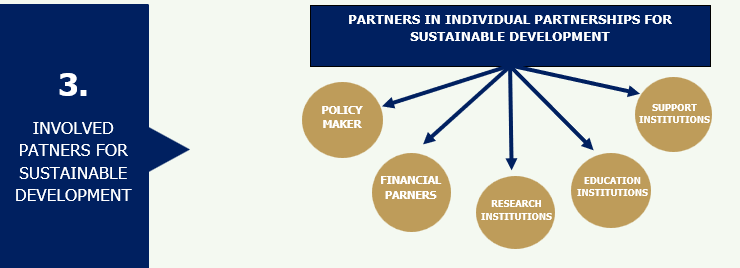 3.
INVOLVED
PATNERS FOR
SUSTAINABLE
DEVELOPMENT
PARTNERS IN INDIVIDUAL PARTNERSHIPS FOR
SUSTAINABLE DEVELOPMENT
POLICY
MAKER
FINANCIAL
PARNERS
RESEARCH
INSTITUTIONS
EDUCATION
INSTITUTIONS
SUPPORT
INSTITUTIONS